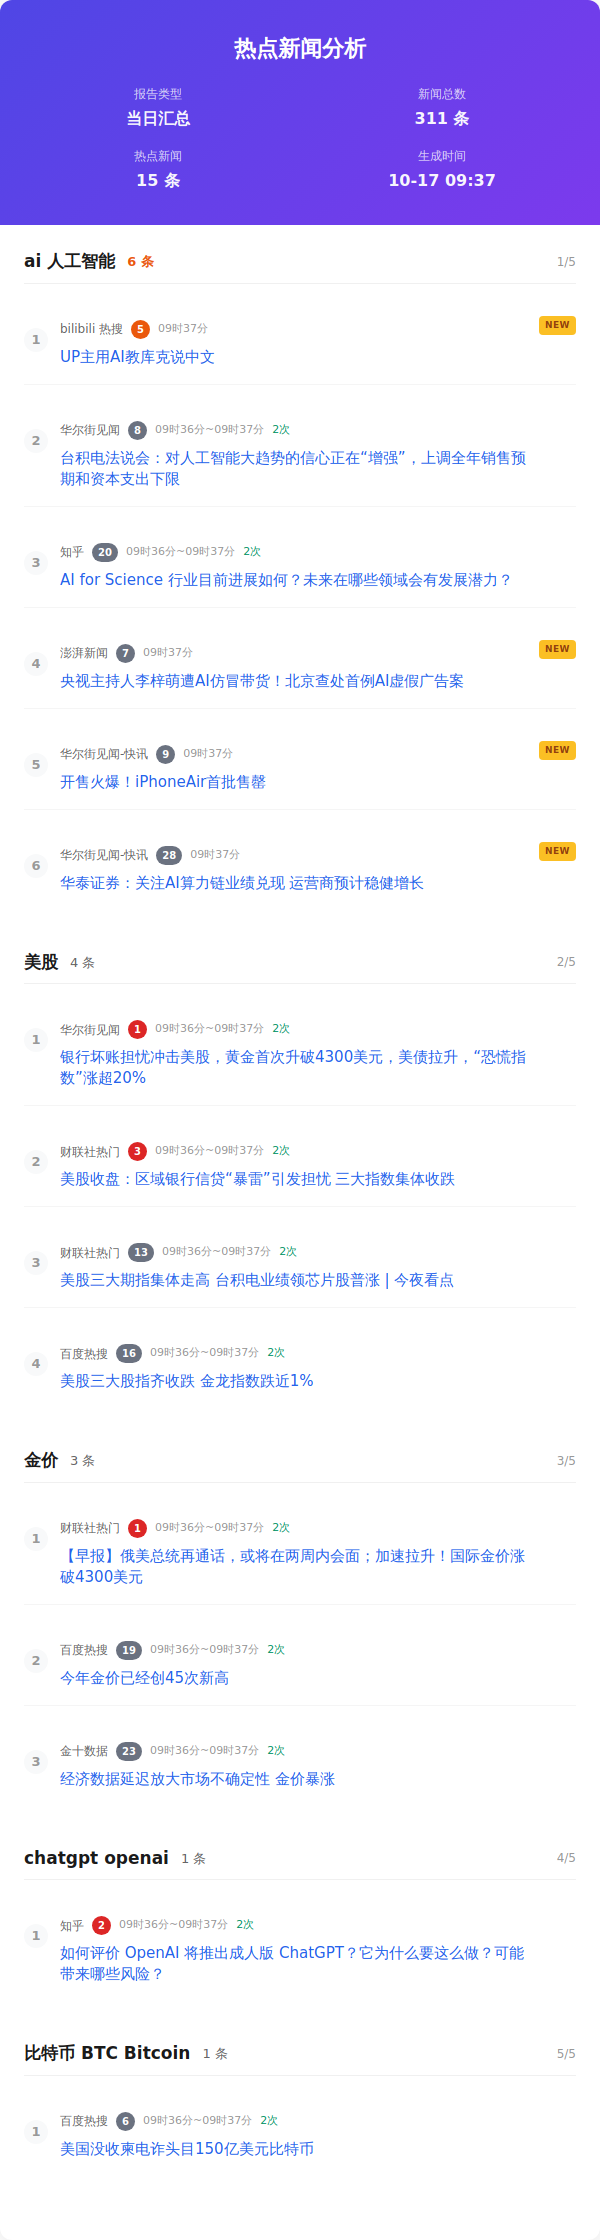 热点新闻分析
报告类型 新闻总数
当日汇总 311 条
热点新闻 生成时间
15 条 10-17 09:37
ai 人工智能 6 条 1/5
1 bilibili 热搜 5 09时37分 NEW
UP主用AI教库克说中文
2 华尔街见闻 8 09时36分~09时37分 2次
台积电法说会：对人工智能大趋势的信心正在“增强”，上调全年销售预
期和资本支出下限
3 知乎 20 09时36分~09时37分 2次
AI for Science 行业目前进展如何？未来在哪些领域会有发展潜力？
4 澎湃新闻 7 09时37分 NEW
央视主持人李梓萌遭AI仿冒带货！北京查处首例AI虚假广告案
5 华尔街见闻-快讯 9 09时37分 NEW
开售火爆！iPhoneAir首批售罄
6 华尔街见闻-快讯 28 09时37分 NEW
华泰证券：关注AI算力链业绩兑现 运营商预计稳健增长
美股 4 条 2/5
1 华尔街见闻 1 09时36分~09时37分 2次
银行坏账担忧冲击美股，黄金首次升破4300美元，美债拉升，“恐慌指
数”涨超20%
2 财联社热门 3 09时36分~09时37分 2次
美股收盘：区域银行信贷“暴雷”引发担忧 三大指数集体收跌
3 财联社热门 13 09时36分~09时37分 2次
美股三大期指集体走高 台积电业绩领芯片股普涨 | 今夜看点
4 百度热搜 16 09时36分~09时37分 2次
美股三大股指齐收跌 金龙指数跌近1%
金价 3 条 3/5
1 财联社热门 1 09时36分~09时37分 2次
【早报】俄美总统再通话，或将在两周内会面；加速拉升！国际金价涨
破4300美元
2 百度热搜 19 09时36分~09时37分 2次
今年金价已经创45次新高
3 金十数据 23 09时36分~09时37分 2次
经济数据延迟放大市场不确定性 金价暴涨
chatgpt openai 1 条 4/5
1 知乎 2 09时36分~09时37分 2次
如何评价 OpenAI 将推出成人版 ChatGPT？它为什么要这么做？可能
带来哪些风险？
比特币 BTC Bitcoin 1 条 5/5
1 百度热搜 6 09时36分~09时37分 2次
美国没收柬电诈头目150亿美元比特币